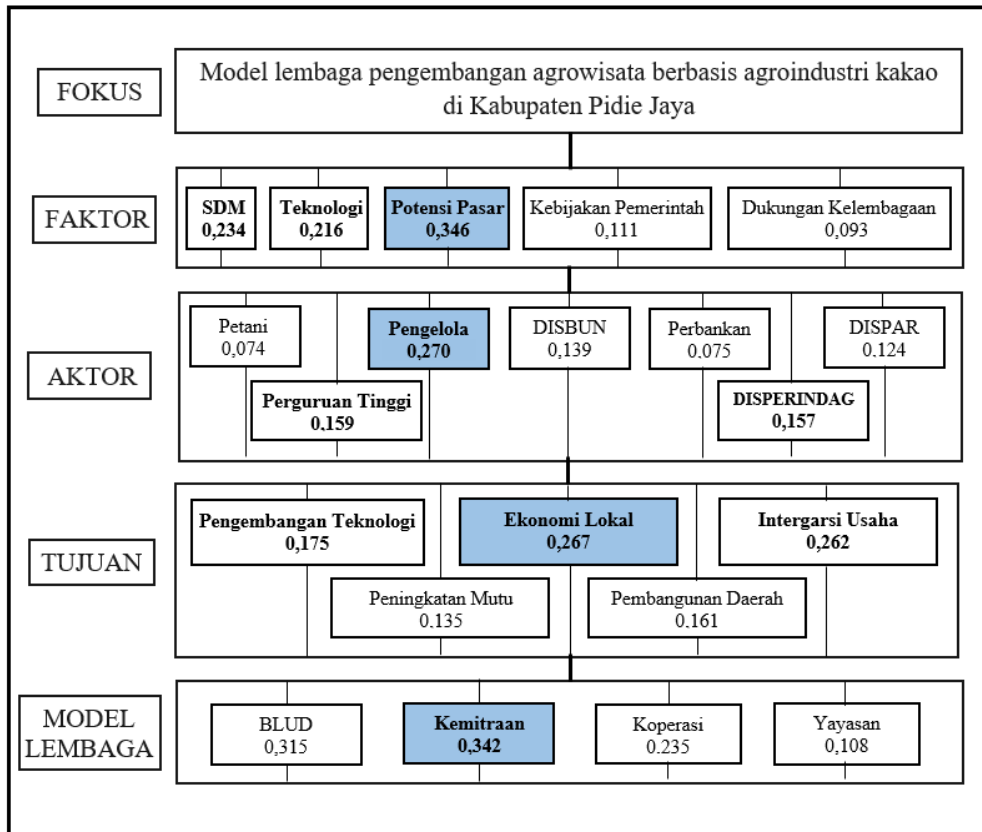 FOKUS
Model lembaga pengembangan agrowisata berbasis agroindustri kakao
di Kabupaten Pidie Jaya
FAKTOR
SDM
0,234
Teknologi
0,216
Potensi Pasar
0,346
Kebijakan Pemerintah
0,111
Dukungan Kelembagaan
0,093
AKTOR
Petani
0,074
Pengelola
0,270
DISBUN
0,139
Perbankan
0,075
DISPAR
0,124
Perguruan Tinggi
0,159
DISPERINDAG
0,157
TUJUAN
Pengembangan Teknologi
0,175
Ekonomi Lokal
0,267
Intergarsi Usaha
0,262
Peningkatan Mutu
0,135
Pembangunan Daerah
0,161
MODEL
LEMBAGA
BLUD
0,315
Kemitraan
0,342
Koperasi
0,235
Yayasan
0,108